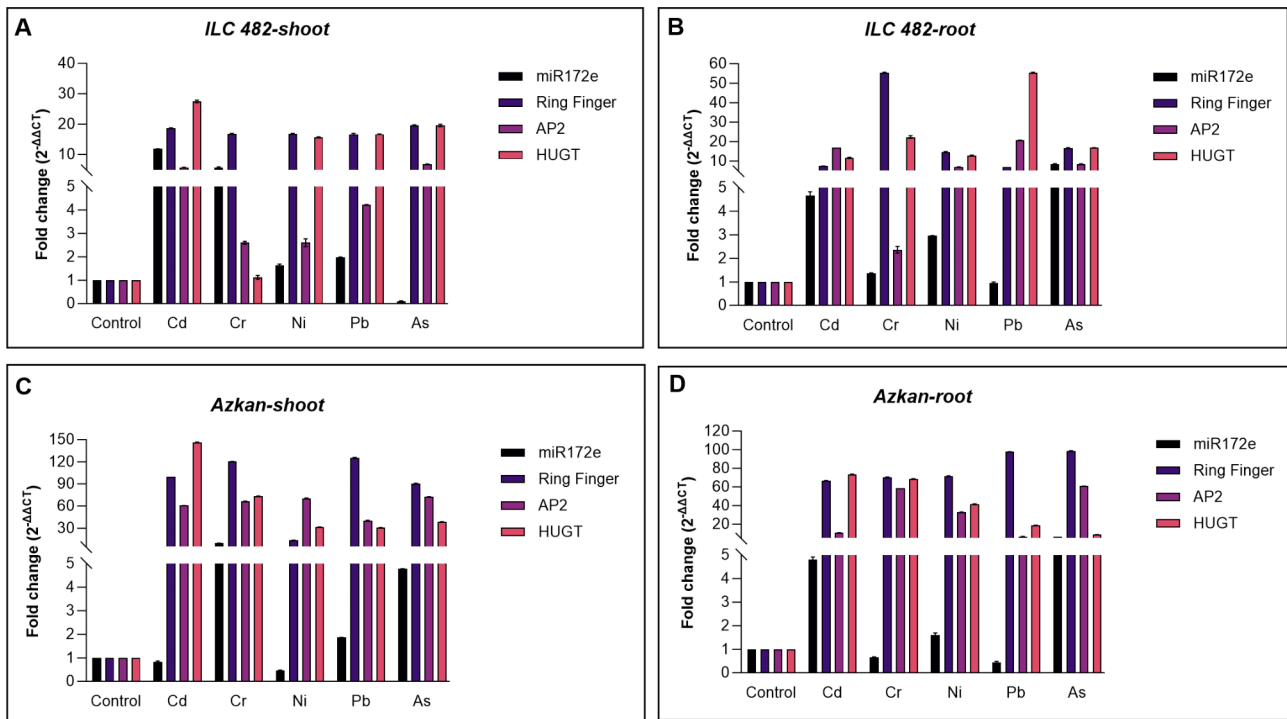 A
ILC 482-shoot
Fold change (2^-ΔΔCT)
40
30
20
10
5
4
3
2
1
0
Control Cd Cr Ni Pb As
miR172e
Ring Finger
AP2
HUGT
B
ILC 482-root
Fold change (2^-ΔΔCT)
60
50
40
30
20
10
5
4
3
2
1
0
Control Cd Cr Ni Pb As
miR172e
Ring Finger
AP2
HUGT
C
Azkan-shoot
Fold change (2^-ΔΔCT)
150
120
90
60
30
5
4
3
2
1
0
Control Cd Cr Ni Pb As
miR172e
Ring Finger
AP2
HUGT
D
Azkan-root
Fold change (2^-ΔΔCT)
120
100
80
60
40
20
5
4
3
2
1
0
Control Cd Cr Ni Pb As
miR172e
Ring Finger
AP2
HUGT